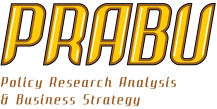 PRABU
Policy Research Analysis
& Business Strategy